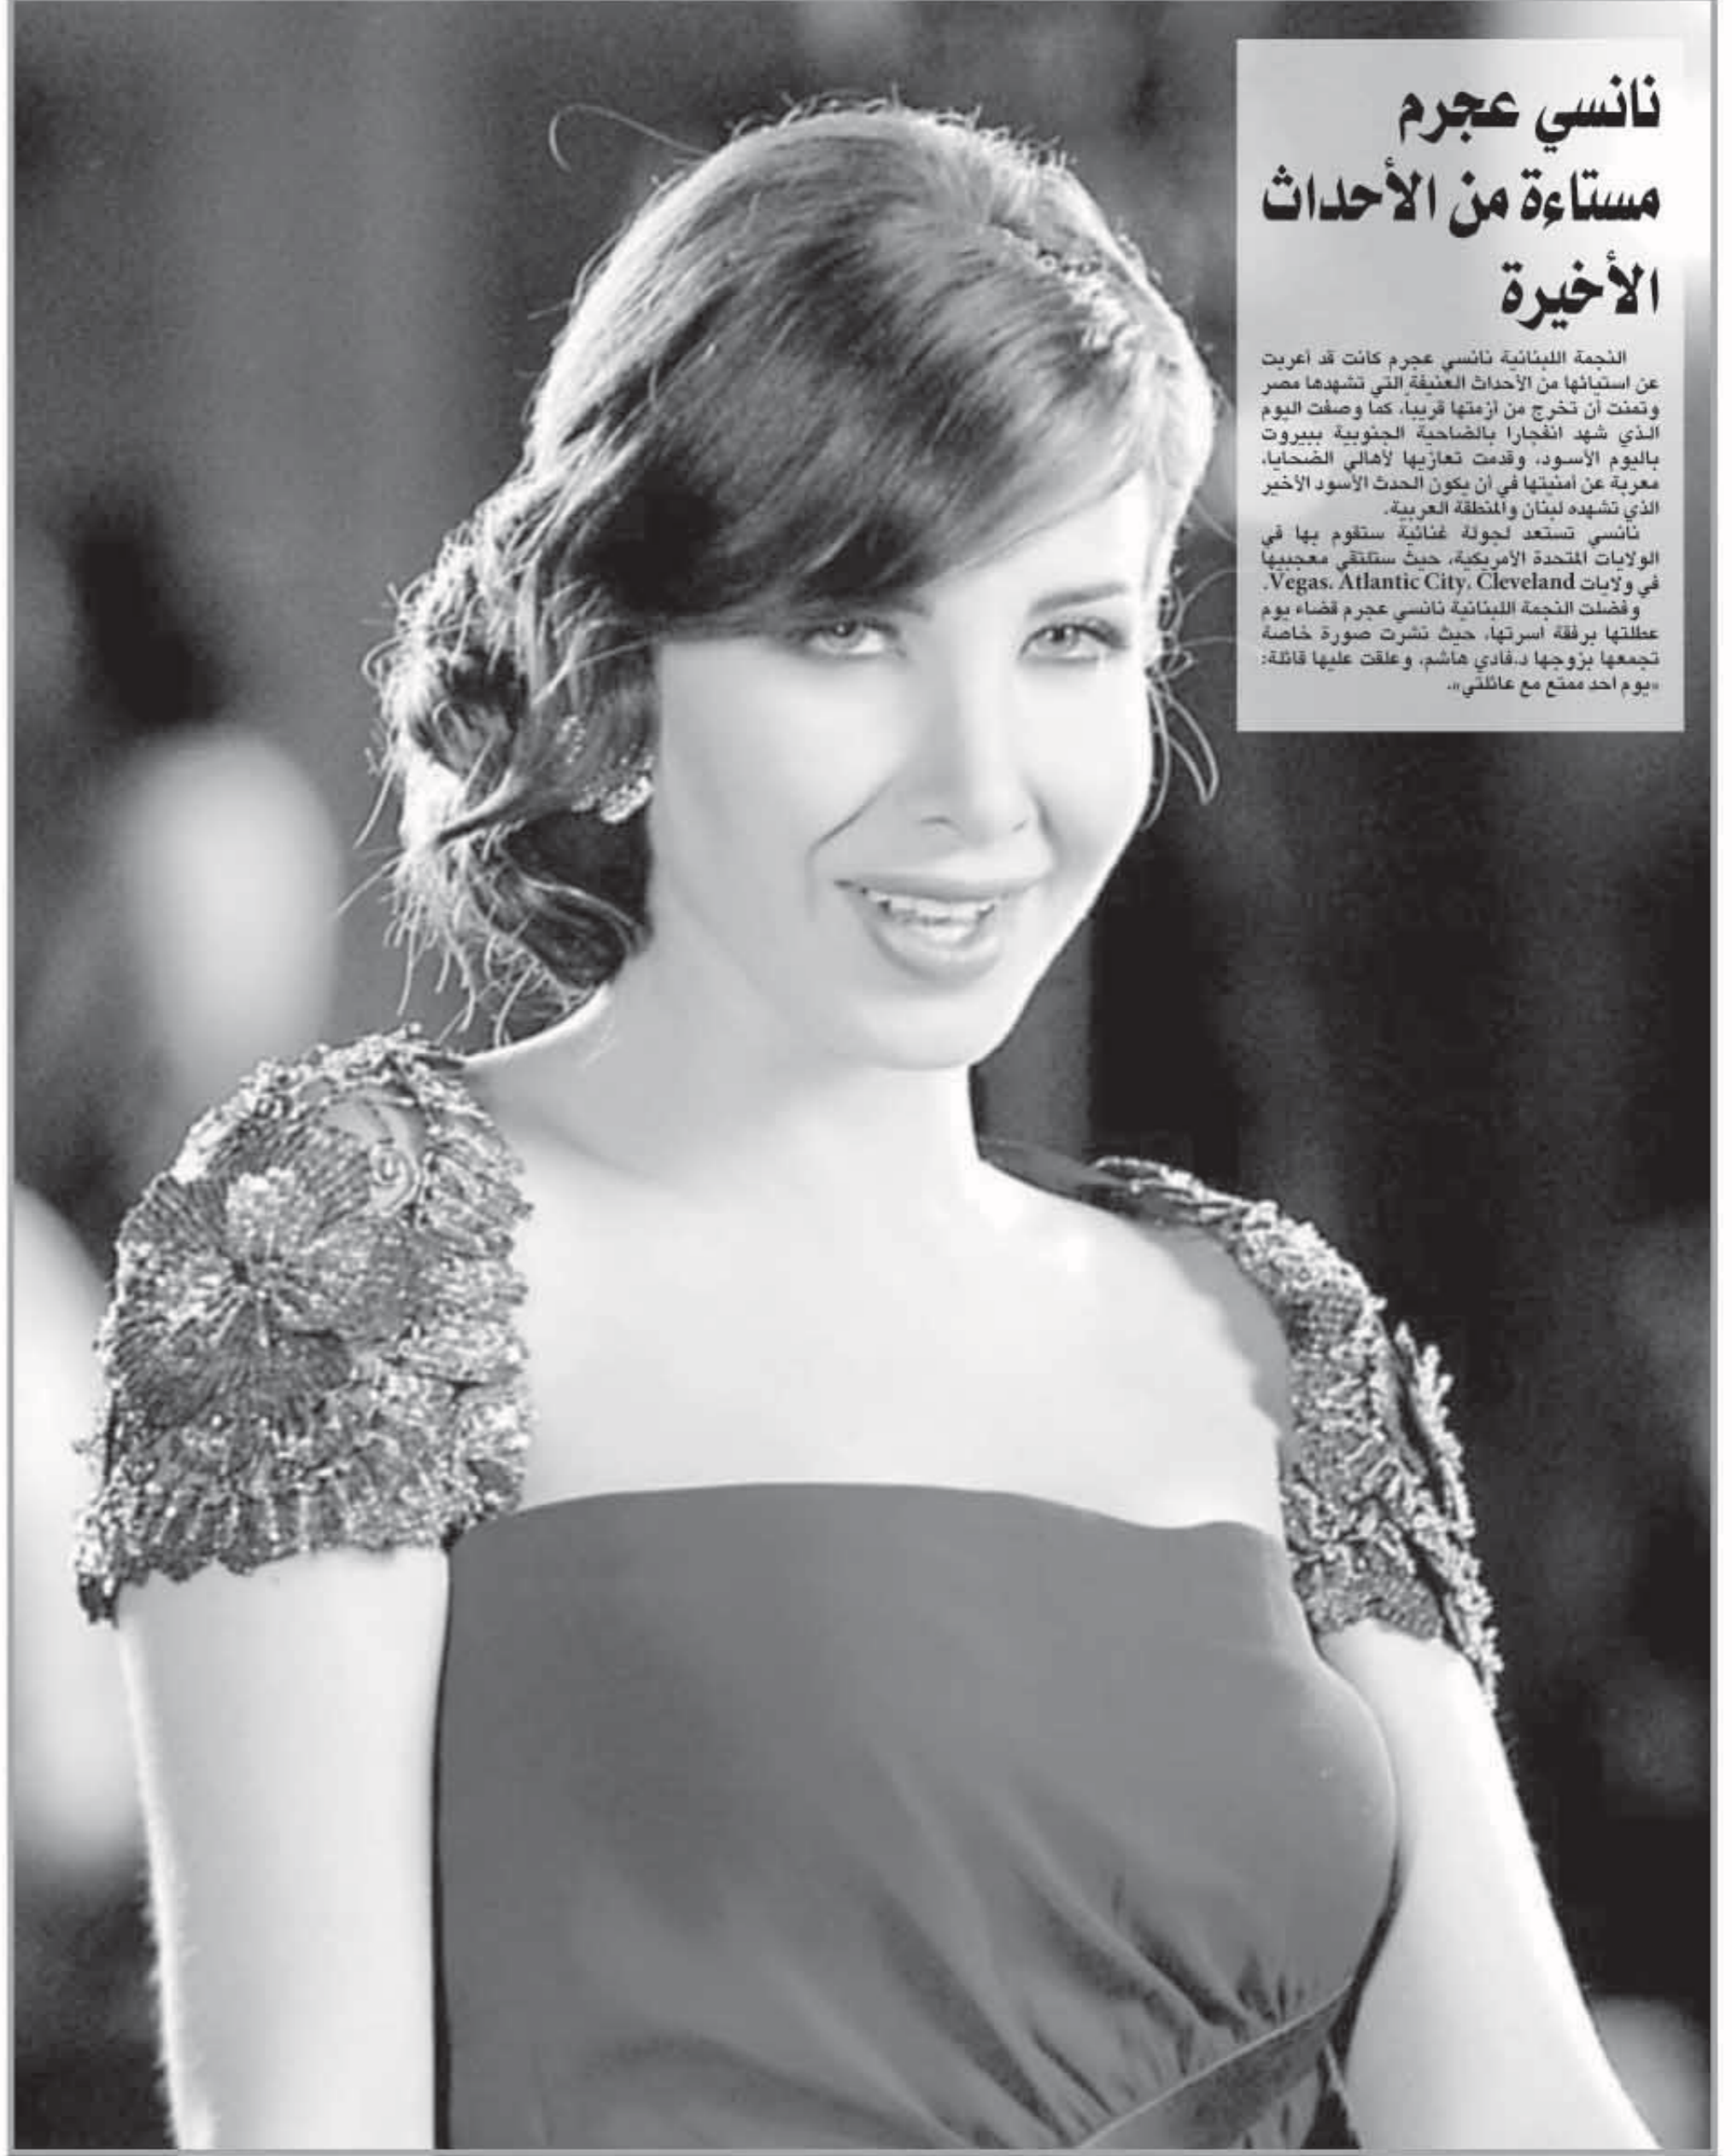 نانسي عجرم
مستاءة من الأحداث
الأخيرة
النجمة اللبنانية نانسي عجرم كانت قد أعربت
عن استيائها من الأحداث العنيفة التي تشهدها مصر
وتمنت أن تخرج من أزمتها قريبا، كما وصفت اليوم
الذي شهد انفجارا بالضاحية الجنوبية ببيروت
باليوم الأسود، وقدمت تعازيها لأهالي الضحايا،
معربة عن أمنيتها في أن يكون الحدث الأسود الأخير
الذي تشهده لبنان والمنطقة العربية.
نانسي تستعد لجولة غنائية ستقوم بها في
الولايات المتحدة الأمريكية، حيث ستلتقي معجبيها
في ولايات Vegas، Atlantic City، Cleveland.
وفضلت النجمة اللبنانية نانسي عجرم قضاء يوم
عطلتها برفقة اسرتها، حيث نشرت صورة خاصة
تجمعها بزوجها د.فادي هاشم، وعلقت عليها قائلة:
«يوم احد ممتع مع عائلتي».